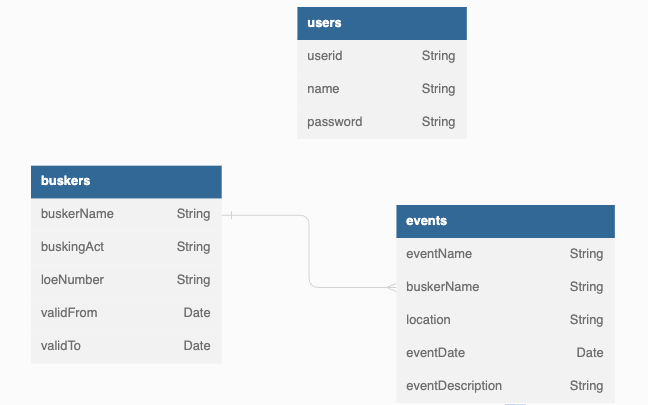 users
userid String
name String
password String
buskers
buskerName String
buskingAct String
loeNumber String
validFrom Date
validTo Date
events
eventName String
buskerName String
location String
eventDate Date
eventDescription String